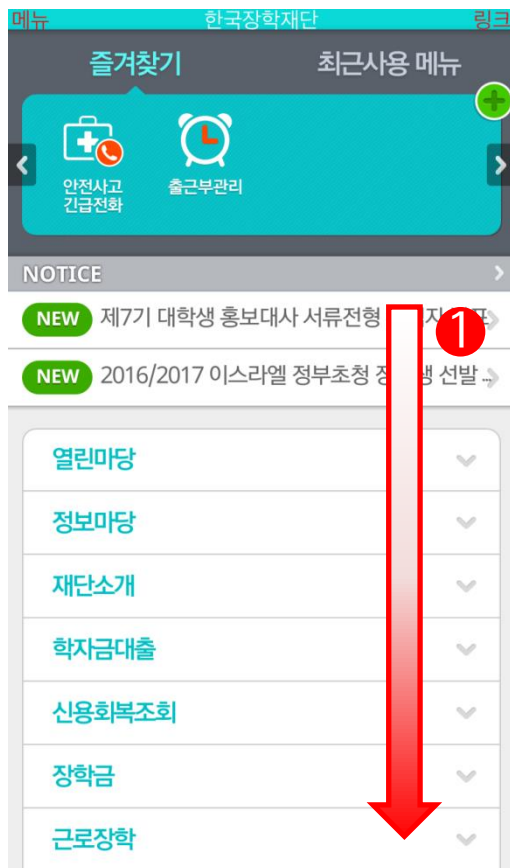 메뉴 한국장학재단 링크
즐겨찾기 최근사용 메뉴
안전사고
긴급전화
출근부관리
NOTICE
NEW 제7기 대학생 홍보대사 서류전형
1
NEW 2016/2017 이스라엘 정부초청 선발 ...
열린마당
정보마당
재단소개
학자금대출
신용회복조회
장학금
근로장학